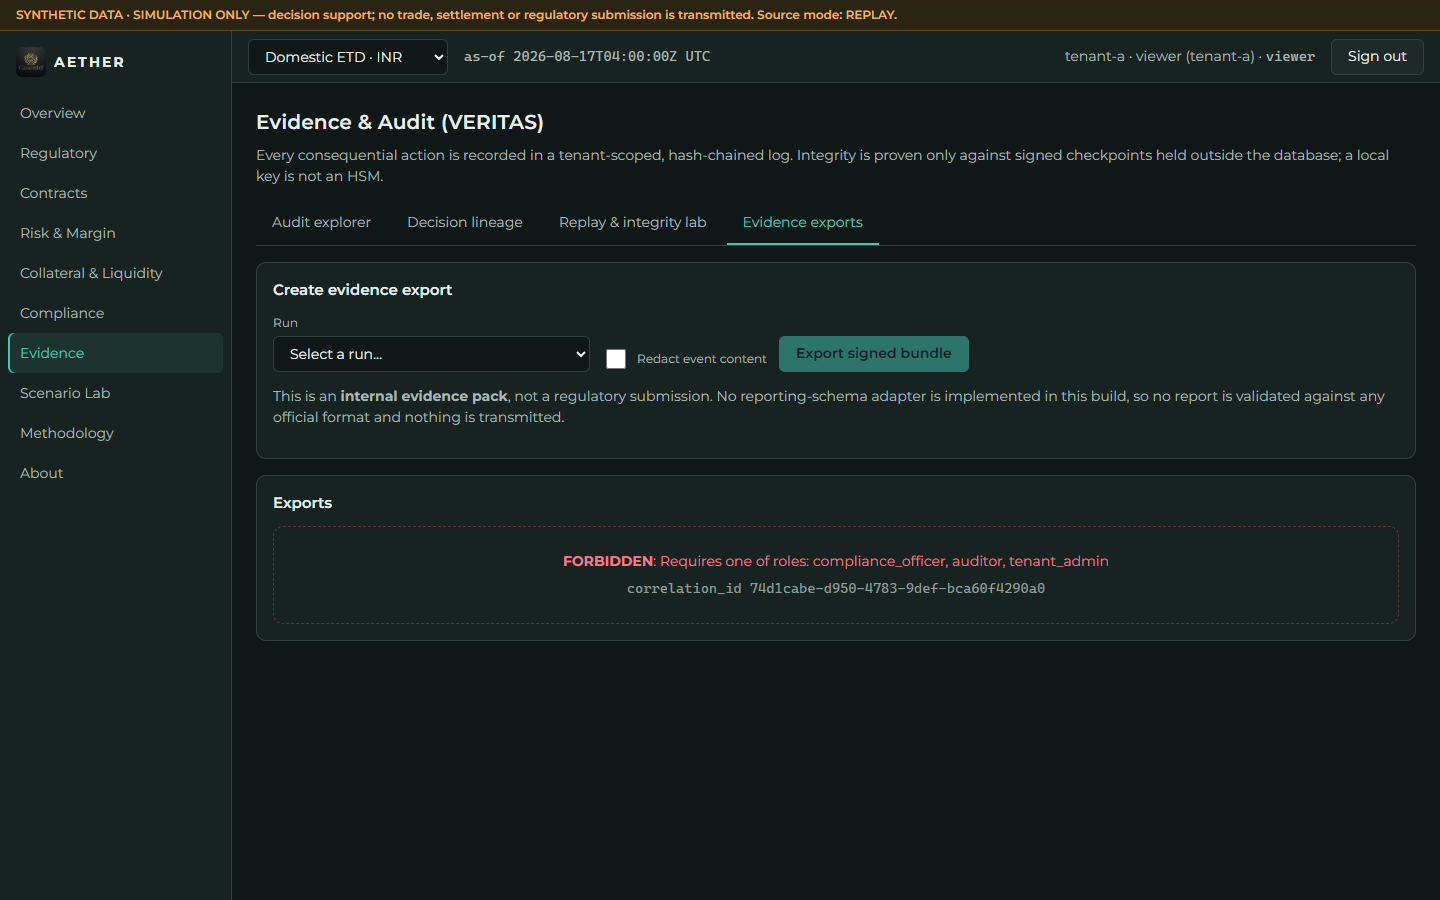 SYNTHETIC DATA · SIMULATION ONLY — decision support; no trade, settlement or regulatory submission is transmitted. Source mode: REPLAY.
AETHER
Domestic ETD · INR
as-of 2026-08-17T04:00:00Z UTC
tenant-a · viewer (tenant-a) · viewer
Sign out
Overview
Regulatory
Contracts
Risk & Margin
Collateral & Liquidity
Compliance
Evidence
Scenario Lab
Methodology
About
Evidence & Audit (VERITAS)
Every consequential action is recorded in a tenant-scoped, hash-chained log. Integrity is proven only against signed checkpoints held outside the database; a local
key is not an HSM.
Audit explorer
Decision lineage
Replay & integrity lab
Evidence exports
Create evidence export
Run
Select a run...
Redact event content
Export signed bundle
This is an internal evidence pack, not a regulatory submission. No reporting-schema adapter is implemented in this build, so no report is validated against any
official format and nothing is transmitted.
Exports
FORBIDDEN: Requires one of roles: compliance_officer, auditor, tenant_admin
correlation_id 74d1cabe-d950-4783-9def-bca60f4290a0